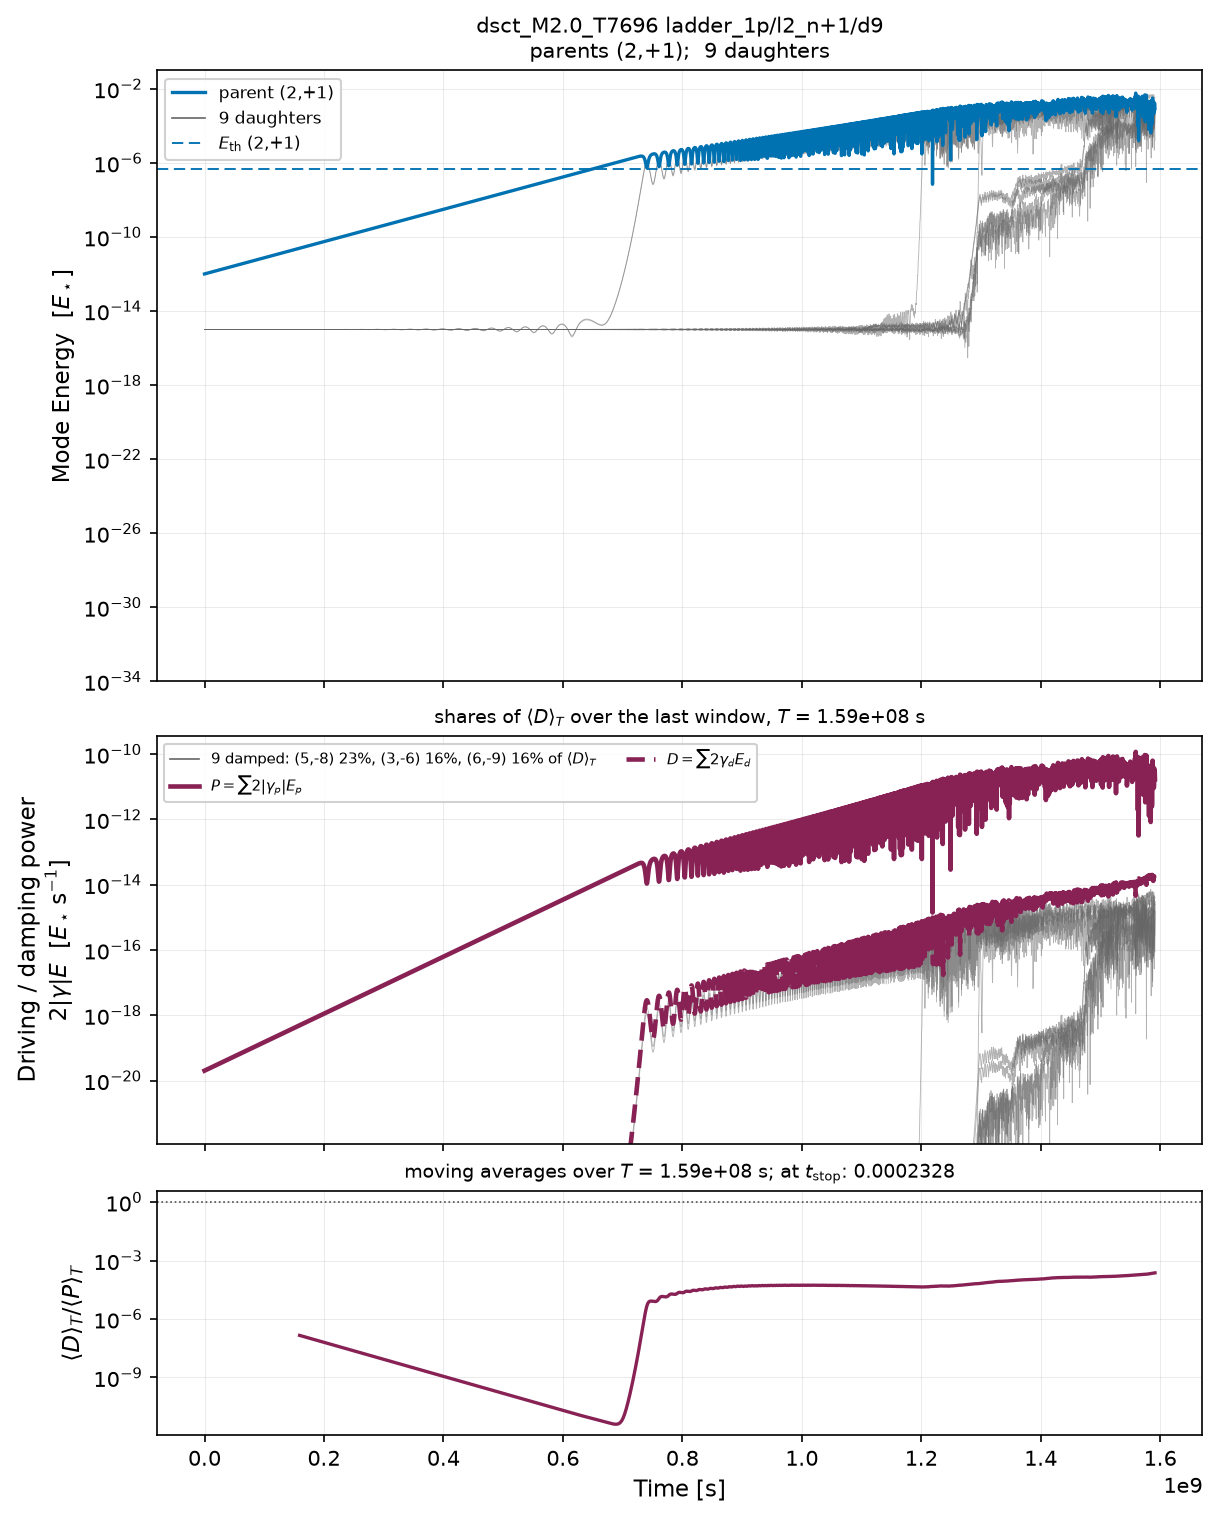 dsct_M2.0_T7696 ladder_1p/l2_n+1/d9
parents (2,+1);  9 daughters
parent (2,+1)
9 daughters
E_th (2,+1)
10^−2
10^−6
10^−10
10^−14
10^−18
10^−22
10^−26
10^−30
10^−34
Mode Energy [E⋆]
shares of ⟨D⟩_T over the last window, T = 1.59e+08 s
9 damped: (5,-8) 23%, (3,-6) 16%, (6,-9) 16% of ⟨D⟩_T
P = ∑2|γ_p|E_p
D = ∑2γ_d E_d
10^−10
10^−12
10^−14
10^−16
10^−18
10^−20
Driving / damping power
2|γ|E [E⋆ s^−1]
moving averages over T = 1.59e+08 s; at t_stop: 0.0002328
10^0
10^−3
10^−6
10^−9
⟨D⟩_T/⟨P⟩_T
0.0 0.2 0.4 0.6 0.8 1.0 1.2 1.4 1.6
1e9
Time [s]